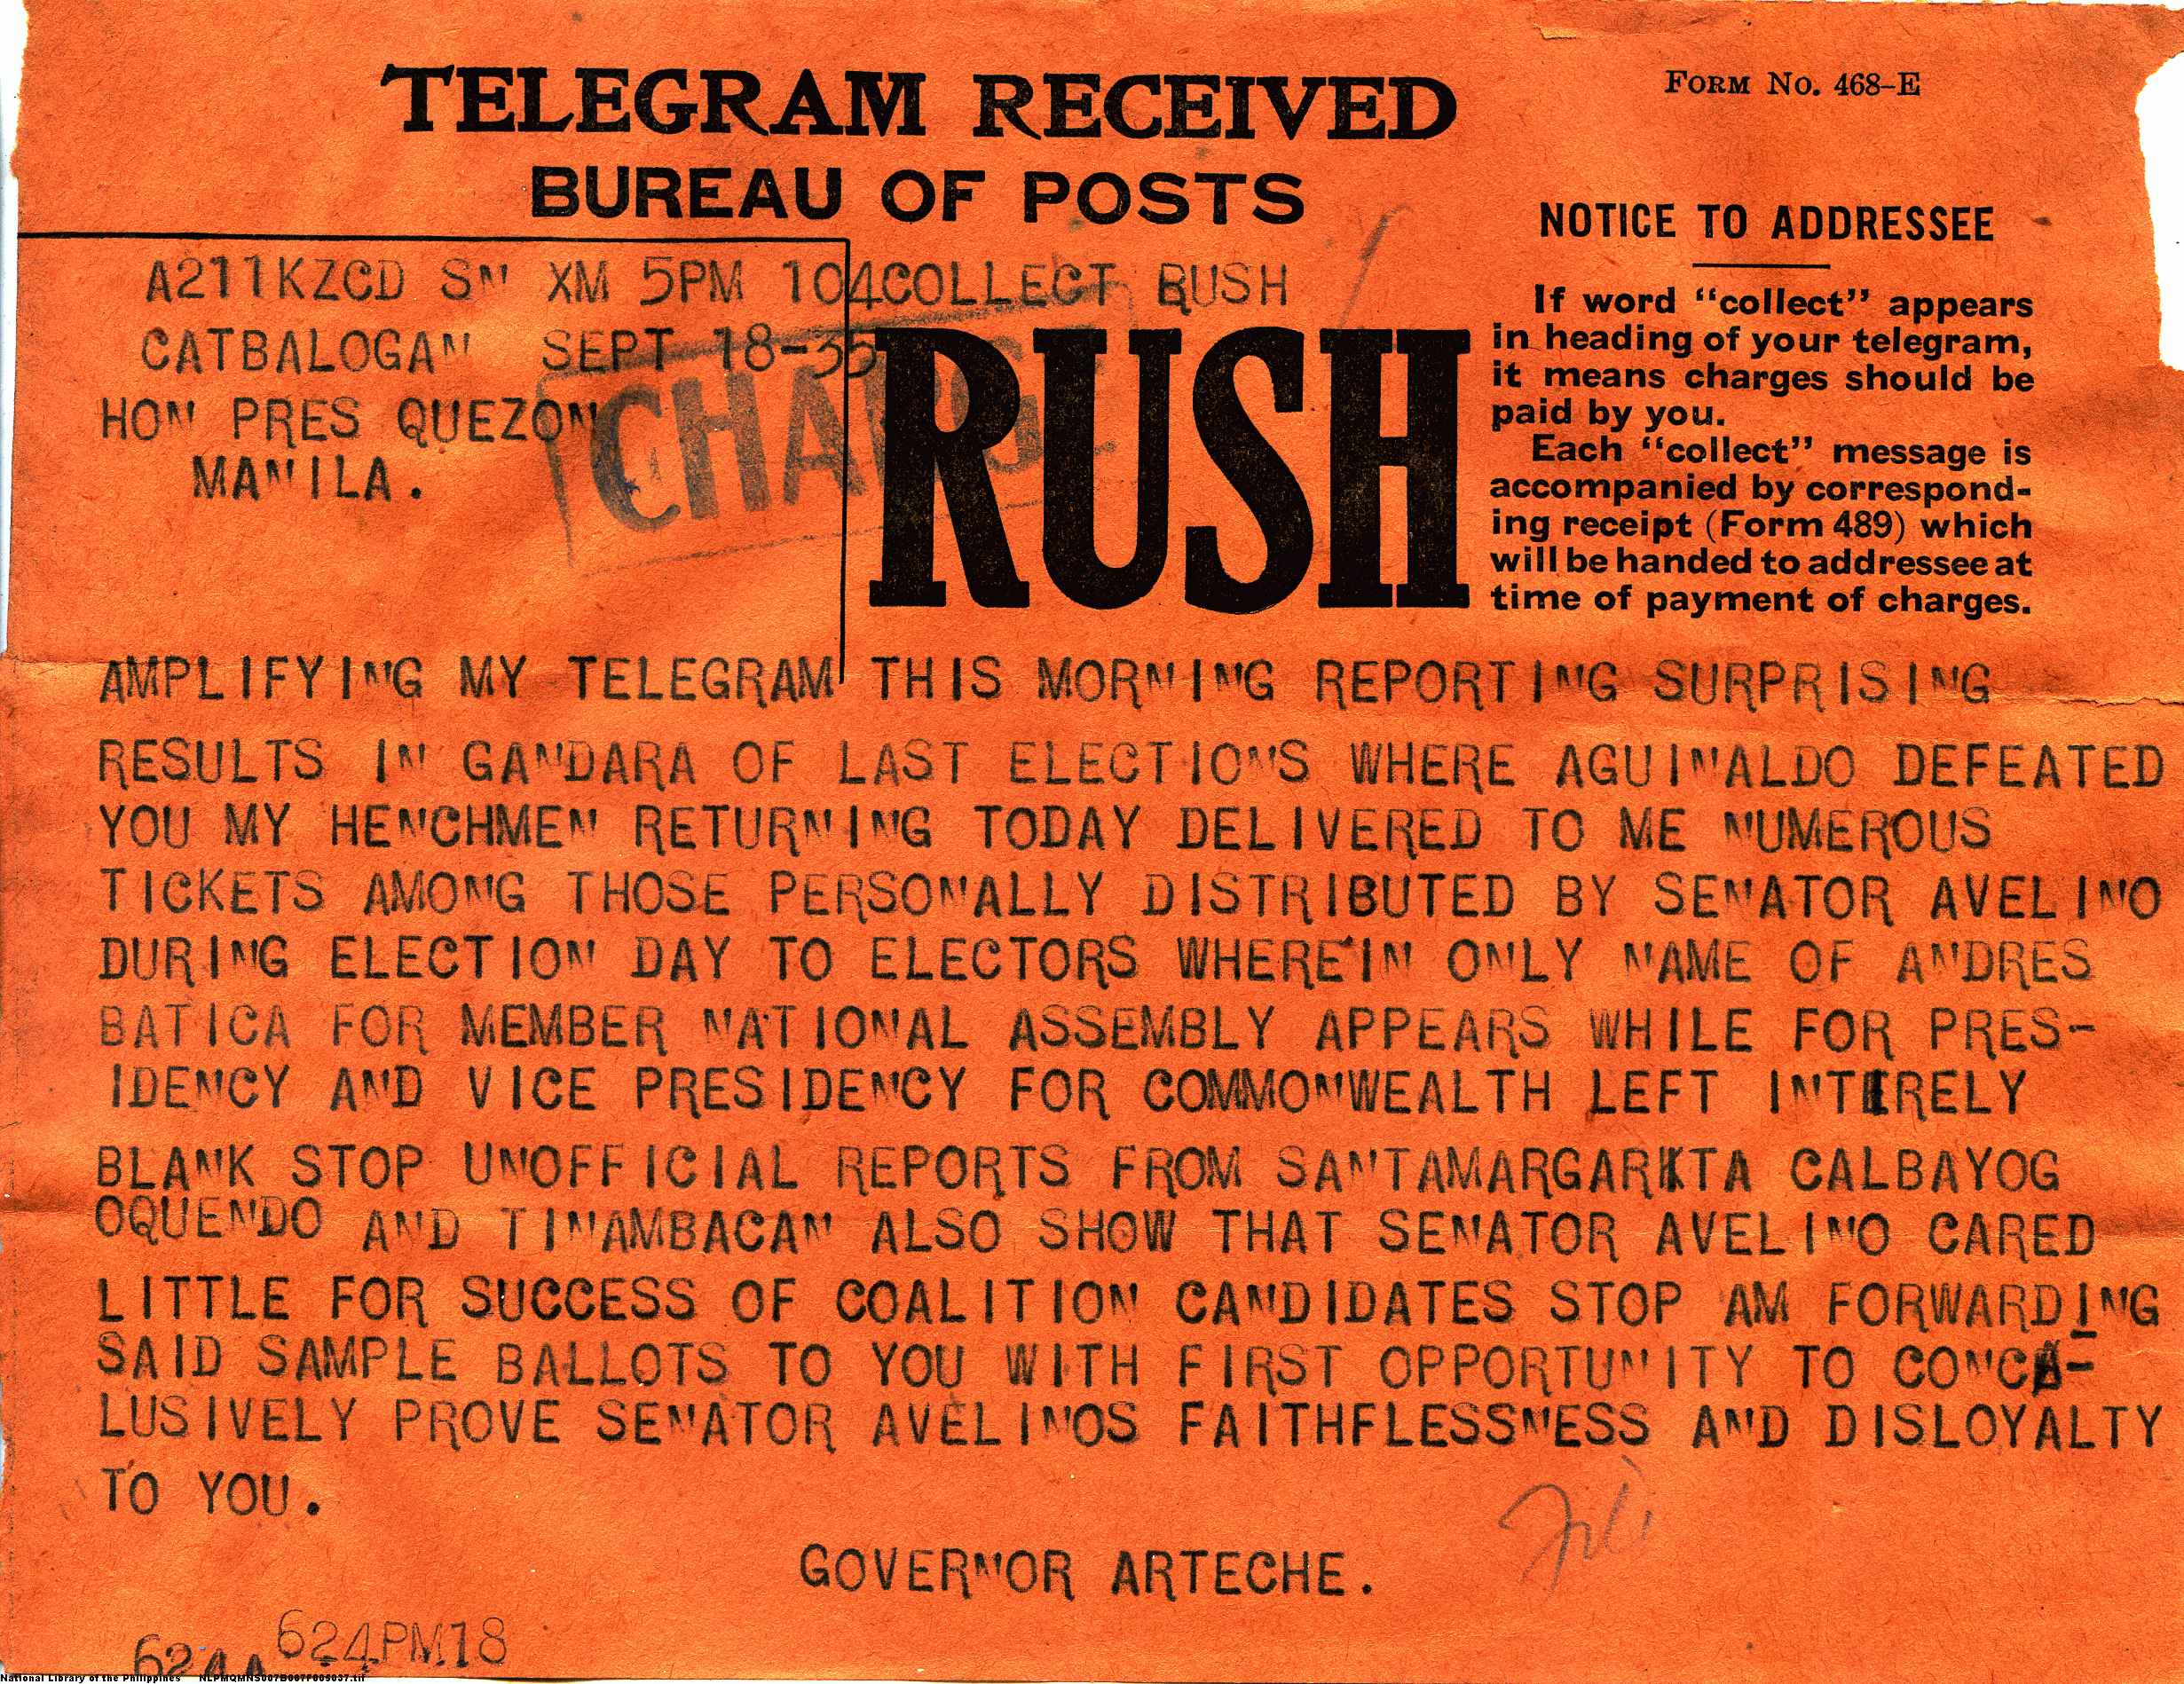 TELEGRAM RECEIVED
FORM NO. 468-E
BUREAU OF POSTS
NOTICE TO ADDRESSEE
If word "collect" appears
in heading of your telegram,
it means charges should be
paid by you.
Each "collect" message is
accompanied by correspond-
ing receipt (Form 489) which
will be handed to addressee at
time of payment of charges.
A211KZCD SN XM 5PM 104COLLECT RUSH
CATBALOGAN SEPT 18-35
HON PRES QUEZON
MANILA.
RUSH
AMPLIFYING MY TELEGRAM THIS MORNING REPORTING SURPRISING
RESULTS IN GANDARA OF LAST ELECTIONS WHERE AGUINALDO DEFEATED
YOU MY HENCHMEN RETURNING TODAY DELIVERED TO ME NUMEROUS
TICKETS AMONG THOSE PERSONALLY DISTRIBUTED BY SENATOR AVELINO
DURING ELECTION DAY TO ELECTORS WHEREIN ONLY NAME OF ANDRES
BATICA FOR MEMBER NATIONAL ASSEMBLY APPEARS WHILE FOR PRES-
IDENCY AND VICE PRESIDENCY FOR COMMONWEALTH LEFT INTIRELY
BLANK STOP UNOFFICIAL REPORTS FROM SANTAMARGARITA CALBAYOG
OQUENDO AND TINAMBACAN ALSO SHOW THAT SENATOR AVELINO CARED
LITTLE FOR SUCCESS OF COALITION CANDIDATES STOP AM FORWARDING
SAID SAMPLE BALLOTS TO YOU WITH FIRST OPPORTUNITY TO CONC-
LUSIVELY PROVE SENATOR AVELINOS FAITHFLESSNESS AND DISLOYALTY
TO YOU.
GOVERNOR ARTECHE.
624PM18
National Library of the Philippines NLPMQMNS007B007F005037.tif